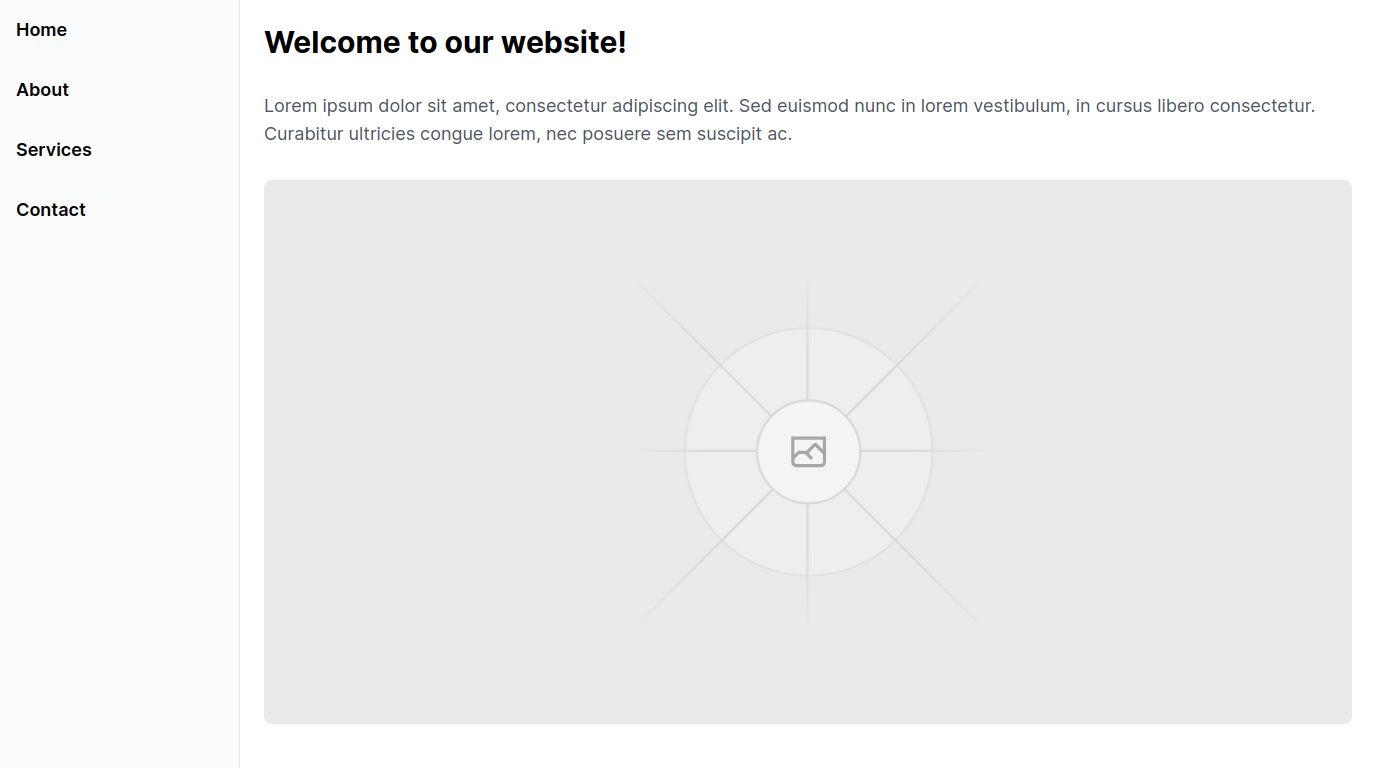 Home
About
Services
Contact
Welcome to our website!
Lorem ipsum dolor sit amet, consectetur adipiscing elit. Sed euismod nunc in lorem vestibulum, in cursus libero consectetur.
Curabitur ultricies congue lorem, nec posuere sem suscipit ac.